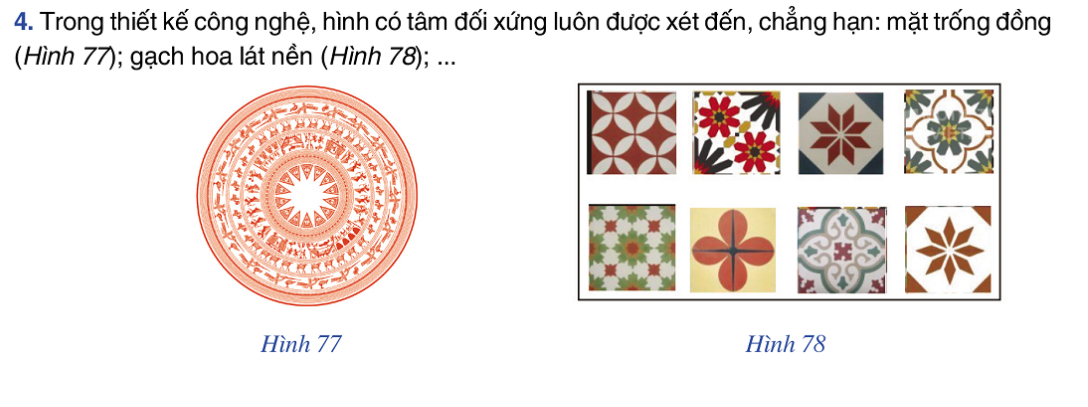 4. Trong thiết kế công nghệ, hình có tâm đối xứng luôn được xét đến, chẳng hạn: mặt trống đồng
(Hình 77); gạch hoa lát nền (Hình 78); ...
Hình 77
Hình 78